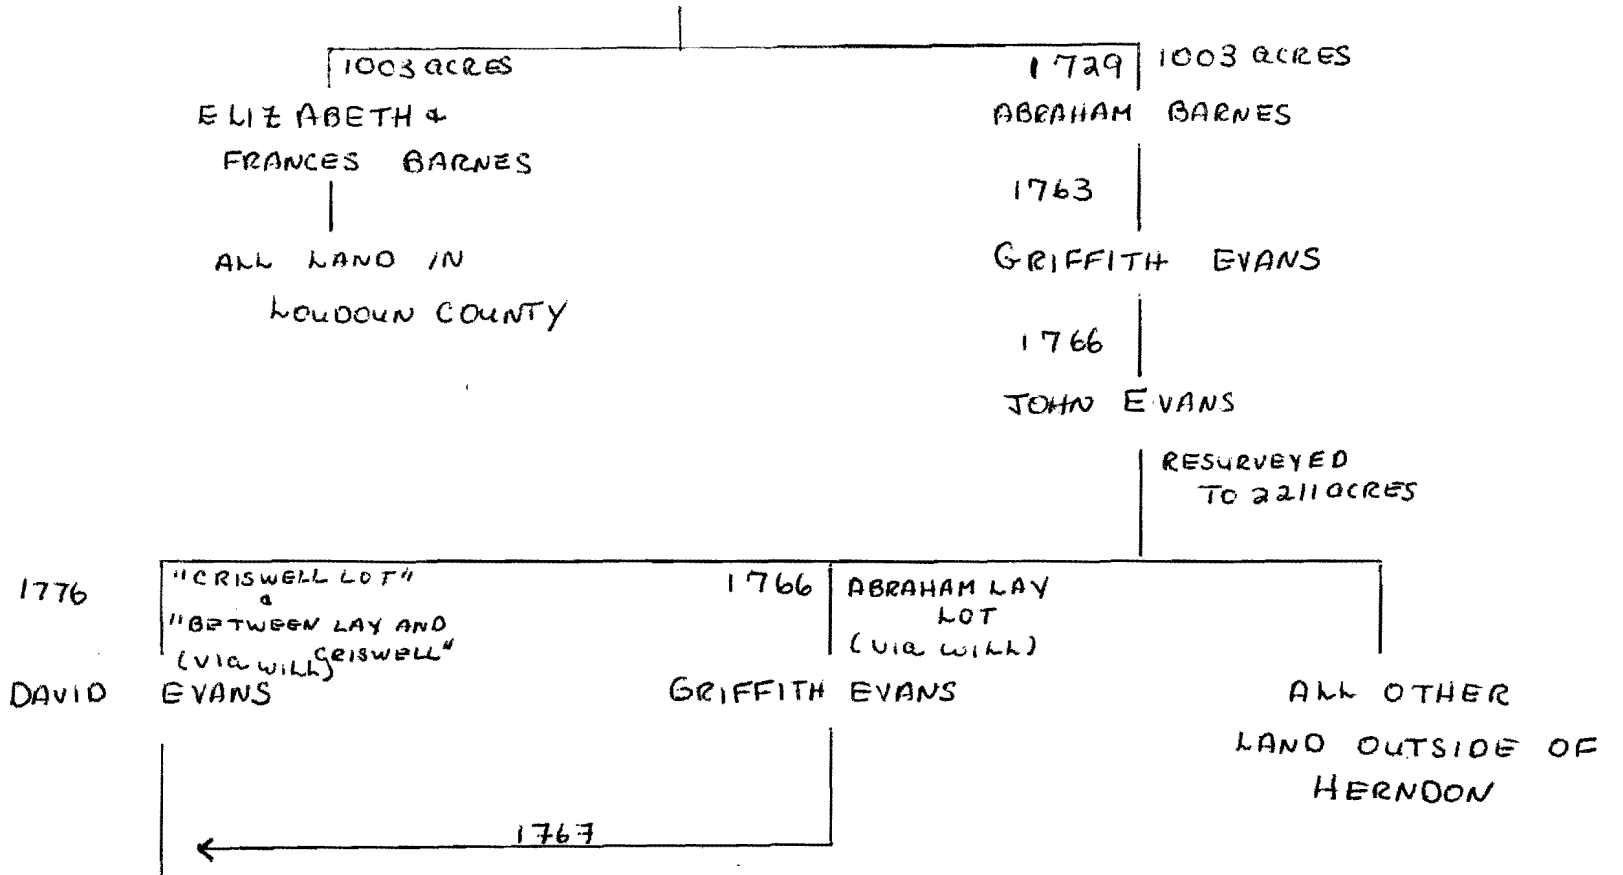 1003 ACRES
ELIZABETH &
FRANCES BARNES
ALL LAND IN
LOUDOUN COUNTY
1729 1003 ACRES
ABRAHAM BARNES
1763
GRIFFITH EVANS
1766
JOHN EVANS
RESURVEYED
TO 2211 ACRES
1776
"CRISWELL LOT"
&
"BETWEEN LAY AND
CRISWELL"
(VIA WILL)
DAVID EVANS
1766
ABRAHAM LAY
LOT
(VIA WILL)
GRIFFITH EVANS
ALL OTHER
LAND OUTSIDE OF
HERNDON
1767